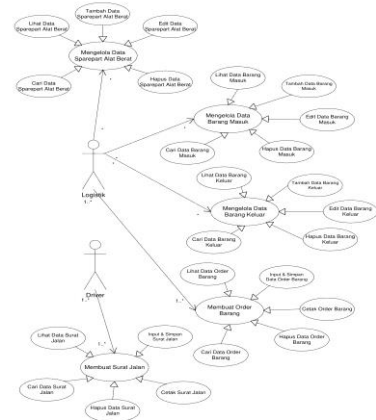 Tambah Data
Sparepart Alat Berat
Lihat Data
Sparepart Alat Berat
Edit Data
Sparepart Alat Berat
Mengelola Data
Sparepart Alat Berat
Cari Data
Sparepart Alat Berat
Hapus Data
Sparepart Alat Berat
Lihat Data Barang
Masuk
Tambah Data Barang
Masuk
Mengelola Data
Barang Masuk
Edit Data Barang
Masuk
Cari Data Barang
Masuk
Hapus Data Barang
Masuk
Logistik
1..*
Lihat Data Barang
Keluar
Tambah Data Barang
Keluar
Mengelola Data
Barang Keluar
Edit Data Barang
Keluar
Cari Data Barang
Keluar
Hapus Data Barang
Keluar
Driver
1..*
Lihat Data Order
Barang
Input & Simpan
Data Order Barang
1..*
Membuat Order
Barang
Cetak Order Barang
Cari Data Order
Barang
Hapus Data Order
Barang
Lihat Data Surat
Jalan
Input & Simpan
Surat Jalan
1..*
Membuat Surat Jalan
Cari Data Surat
Jalan
Hapus Data Surat
Jalan
Cetak Surat Jalan